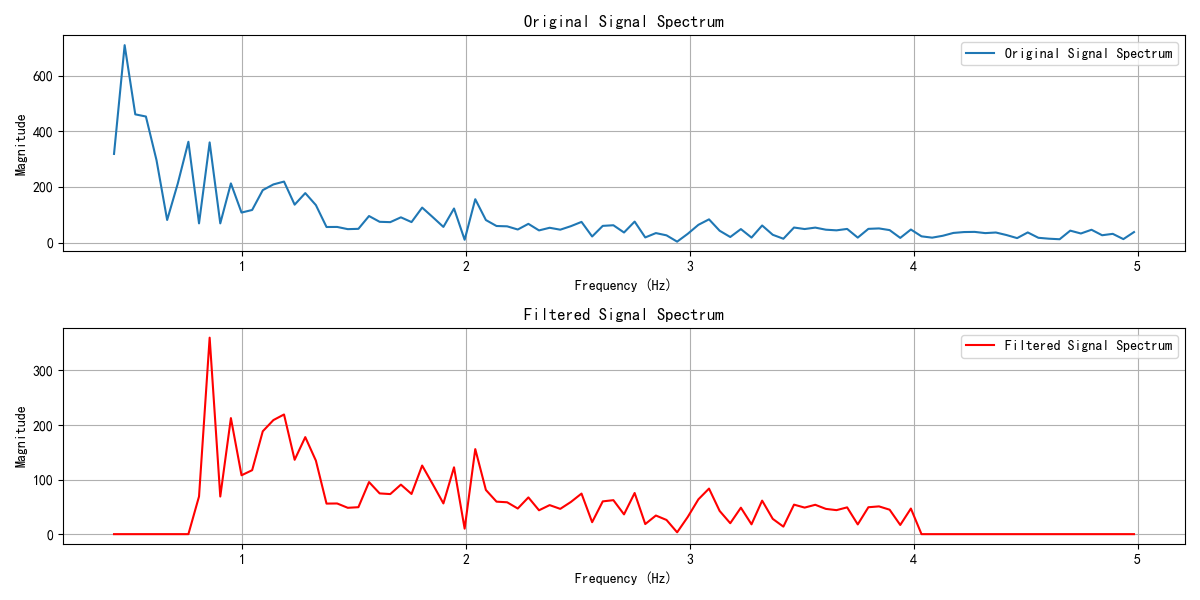 Original Signal Spectrum
Original Signal Spectrum
Magnitude
600
400
200
0
1 2 3 4 5
Frequency (Hz)
Filtered Signal Spectrum
Filtered Signal Spectrum
Magnitude
300
200
100
0
1 2 3 4 5
Frequency (Hz)